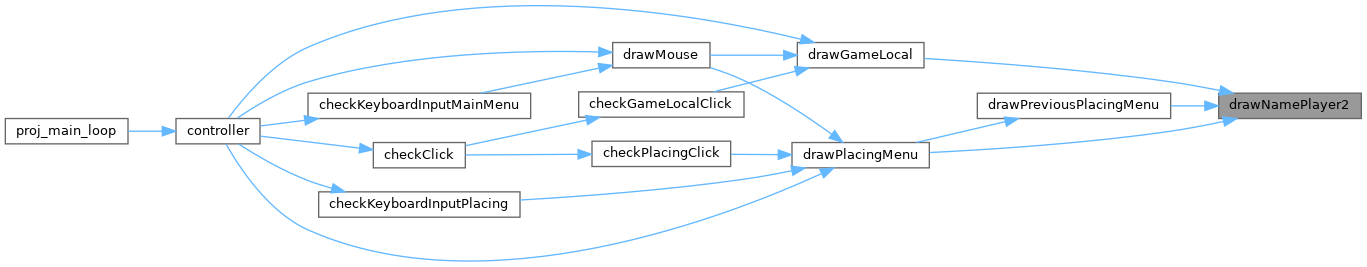 proj_main_loop
controller
checkKeyboardInputMainMenu
checkClick
checkKeyboardInputPlacing
drawMouse
checkGameLocalClick
checkPlacingClick
drawGameLocal
drawPlacingMenu
drawPreviousPlacingMenu
drawNamePlayer2